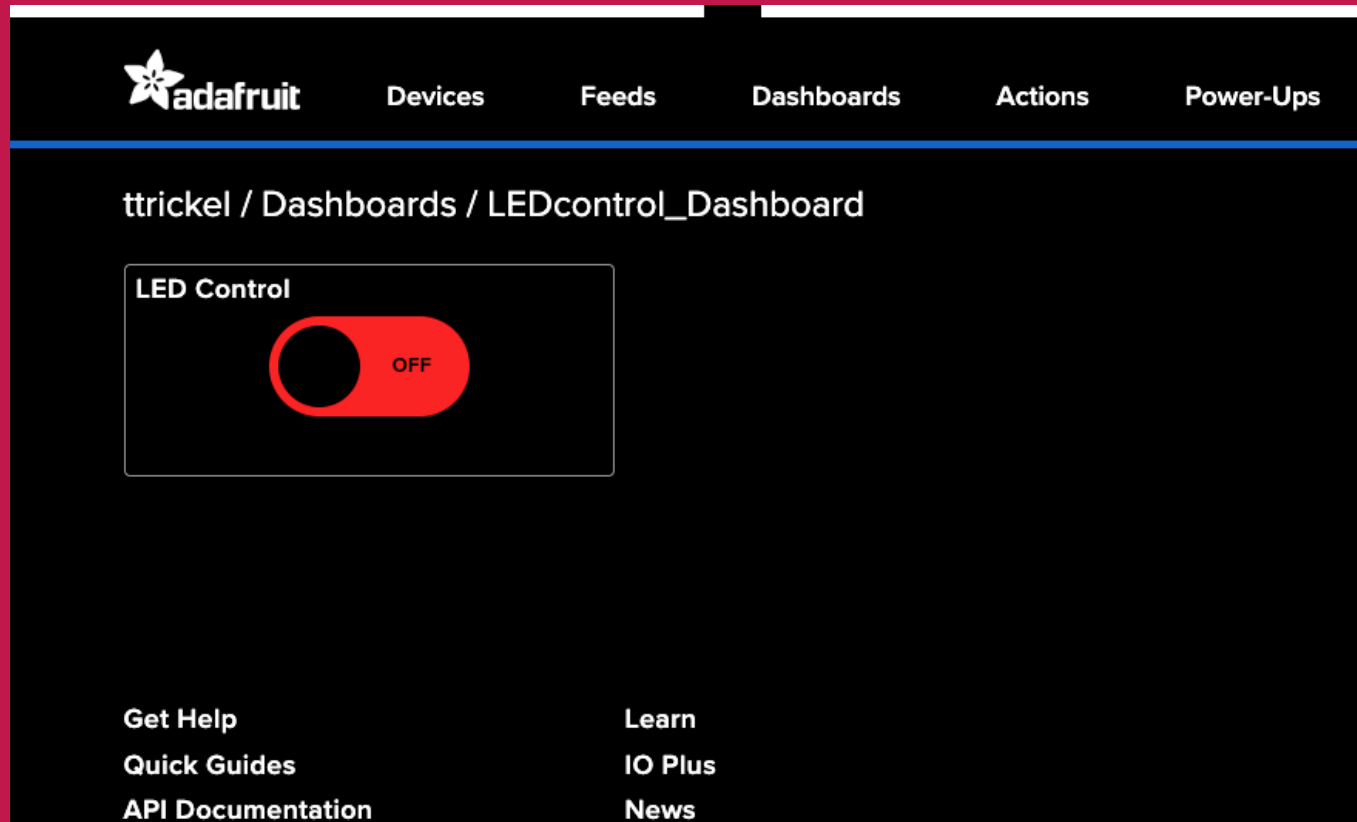 adafruit Devices Feeds Dashboards Actions Power-Ups
ttrickel / Dashboards / LEDcontrol_Dashboard
LED Control
OFF
Get Help Learn
Quick Guides IO Plus
API Documentation News